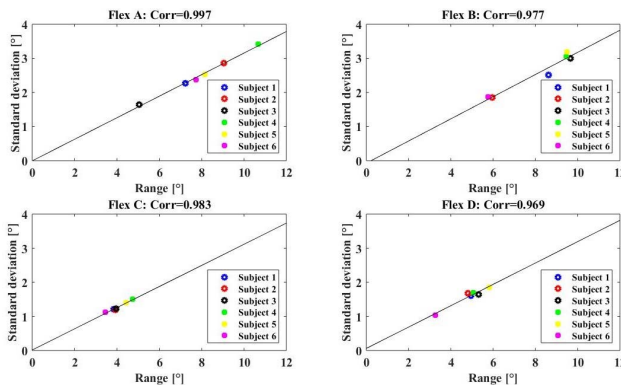 Flex A: Corr=0.997
Standard deviation [°]
4
3
2
1
0
0 2 4 6 8 10 12
Range [°]
Subject 1
Subject 2
Subject 3
Subject 4
Subject 5
Subject 6
Flex B: Corr=0.977
Standard deviation [°]
4
3
2
1
0
0 2 4 6 8 10 12
Range [°]
Subject 1
Subject 2
Subject 3
Subject 4
Subject 5
Subject 6
Flex C: Corr=0.983
Standard deviation [°]
4
3
2
1
0
0 2 4 6 8 10 12
Range [°]
Subject 1
Subject 2
Subject 3
Subject 4
Subject 5
Subject 6
Flex D: Corr=0.969
Standard deviation [°]
4
3
2
1
0
0 2 4 6 8 10 12
Range [°]
Subject 1
Subject 2
Subject 3
Subject 4
Subject 5
Subject 6